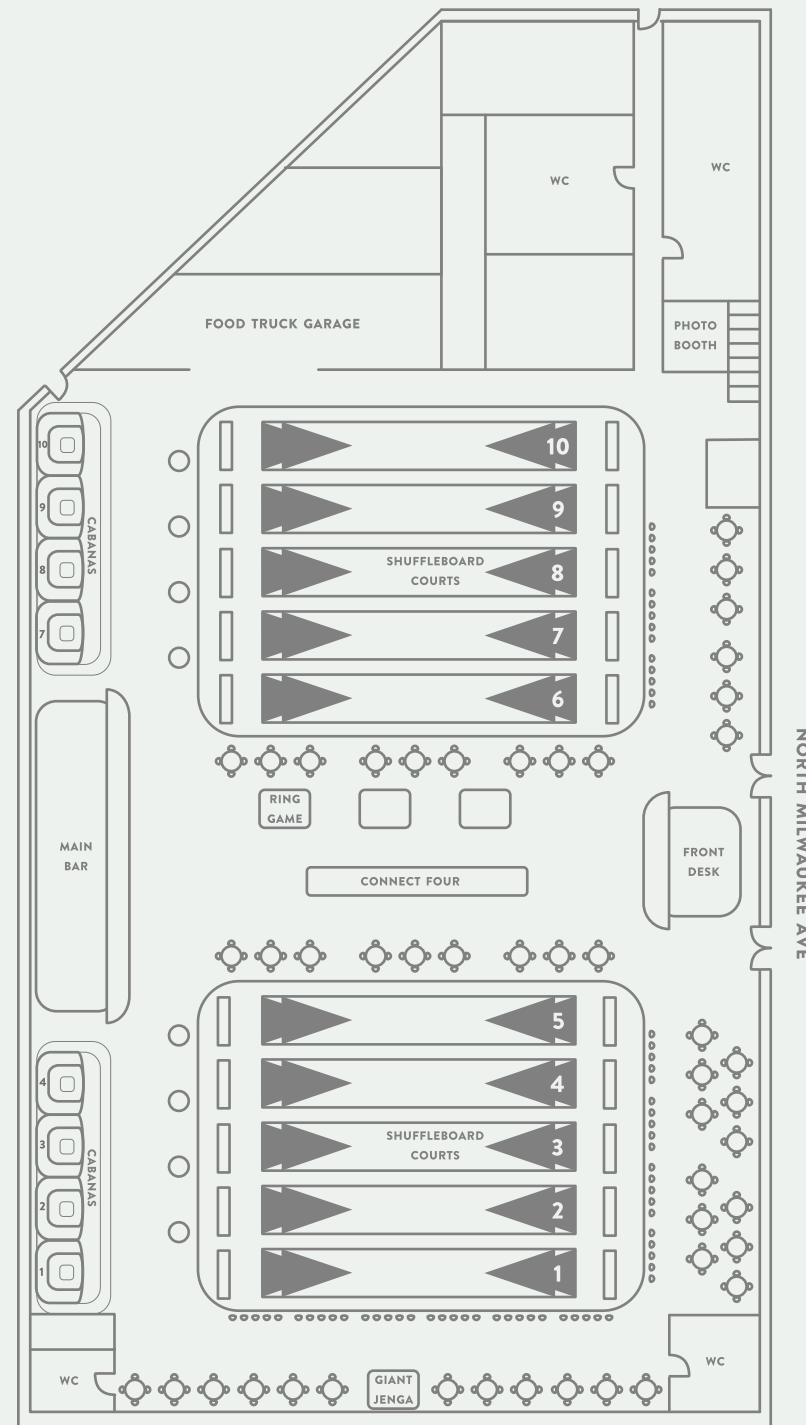 WC
WC
FOOD TRUCK GARAGE
PHOTO
BOOTH
10
9
8
7
CABANAS
10
9
SHUFFLEBOARD
COURTS
8
7
6
RING
GAME
MAIN
BAR
CONNECT FOUR
FRONT
DESK
NORTH MILWAUKEE AVE
4
3
2
1
CABANAS
5
4
SHUFFLEBOARD
COURTS
3
2
1
WC
GIANT
JENGA
WC